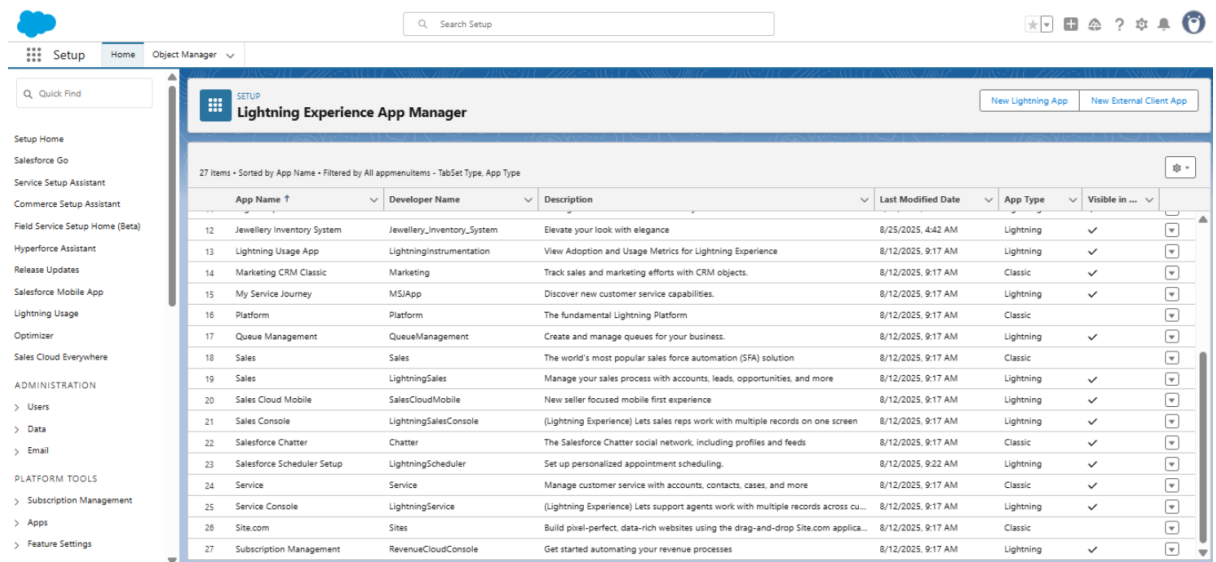 Search Setup
Setup Home Object Manager
Quick Find
Setup Home
Salesforce Go
Service Setup Assistant
Commerce Setup Assistant
Field Service Setup Home (Beta)
Hyperforce Assistant
Release Updates
Salesforce Mobile App
Lightning Usage
Optimizer
Sales Cloud Everywhere
ADMINISTRATION
Users
Data
Email
PLATFORM TOOLS
Subscription Management
Apps
Feature Settings
SETUP
Lightning Experience App Manager
New Lightning App New External Client App
27 items • Sorted by App Name • Filtered by All appmenuitems - TabSet Type, App Type
App Name ↑ Developer Name Description Last Modified Date App Type Visible in ...
12 Jewellery Inventory System Jewellery_Inventory_System Elevate your look with elegance 8/25/2025, 4:42 AM Lightning ✓
13 Lightning Usage App LightningInstrumentation View Adoption and Usage Metrics for Lightning Experience 8/12/2025, 9:17 AM Lightning ✓
14 Marketing CRM Classic Marketing Track sales and marketing efforts with CRM objects. 8/12/2025, 9:17 AM Classic ✓
15 My Service Journey MSJApp Discover new customer service capabilities. 8/12/2025, 9:17 AM Lightning ✓
16 Platform Platform The fundamental Lightning Platform 8/12/2025, 9:17 AM Classic
17 Queue Management QueueManagement Create and manage queues for your business. 8/12/2025, 9:17 AM Lightning ✓
18 Sales Sales The world's most popular sales force automation (SFA) solution 8/12/2025, 9:17 AM Classic
19 Sales LightningSales Manage your sales process with accounts, leads, opportunities, and more 8/12/2025, 9:17 AM Lightning ✓
20 Sales Cloud Mobile SalesCloudMobile New seller focused mobile first experience 8/12/2025, 9:17 AM Lightning ✓
21 Sales Console LightningSalesConsole (Lightning Experience) Lets sales reps work with multiple records on one screen 8/12/2025, 9:17 AM Lightning ✓
22 Salesforce Chatter Chatter The Salesforce Chatter social network, including profiles and feeds 8/12/2025, 9:17 AM Classic ✓
23 Salesforce Scheduler Setup LightningScheduler Set up personalized appointment scheduling. 8/12/2025, 9:22 AM Lightning ✓
24 Service Service Manage customer service with accounts, contacts, cases, and more 8/12/2025, 9:17 AM Classic ✓
25 Service Console LightningService (Lightning Experience) Lets support agents work with multiple records across cu... 8/12/2025, 9:17 AM Lightning ✓
26 Site.com Sites Build pixel-perfect, data-rich websites using the drag-and-drop Site.com applica... 8/12/2025, 9:17 AM Classic
27 Subscription Management RevenueCloudConsole Get started automating your revenue processes 8/12/2025, 9:17 AM Lightning ✓